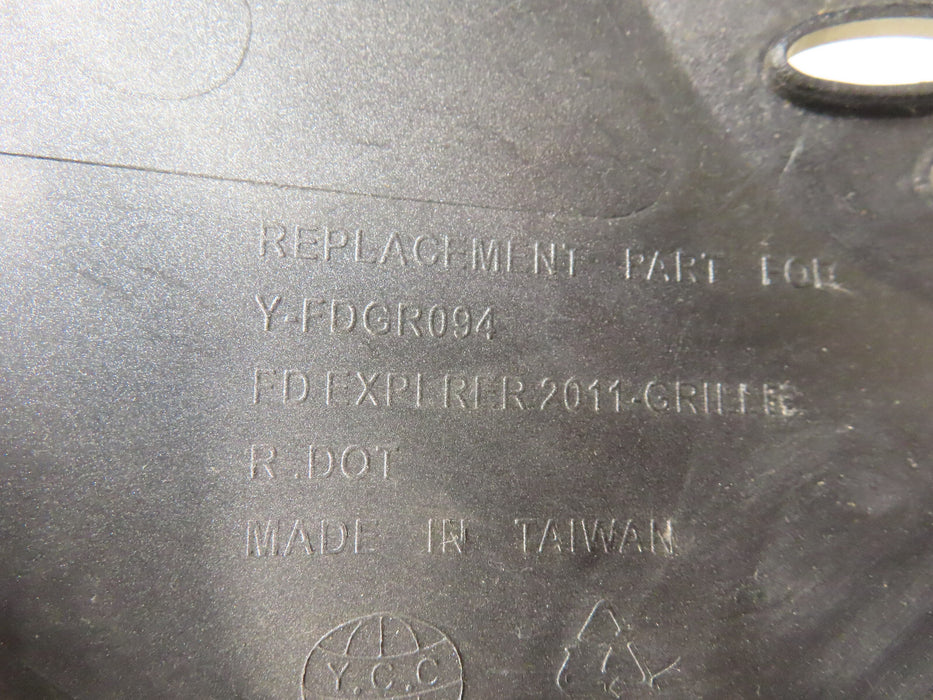 REPLACEMENT PART FOR
Y-FDGR094
FD EXPLRER 2011-GRILLE
R.DOT
MADE IN TAIWAN
Y.C.C